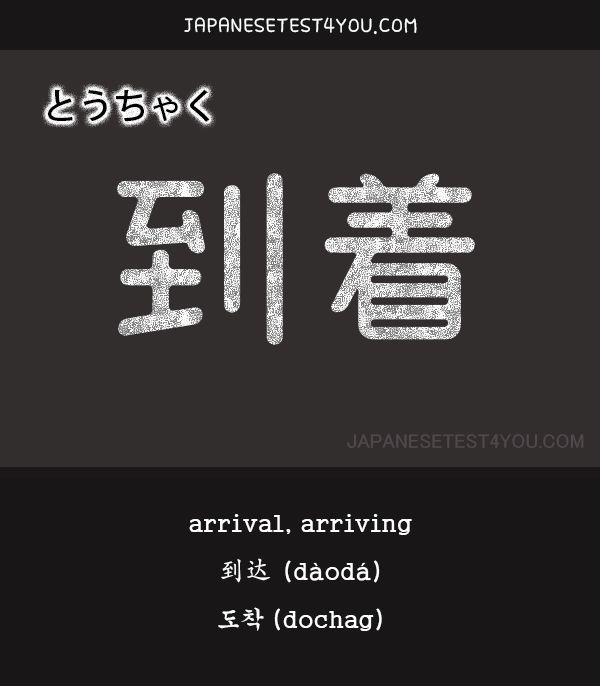 JAPANESETEST4YOU.COM
とうちゃく
到着
JAPANESETEST4YOU.COM
arrival, arriving
到达 (dàodá)
도착 (dochag)